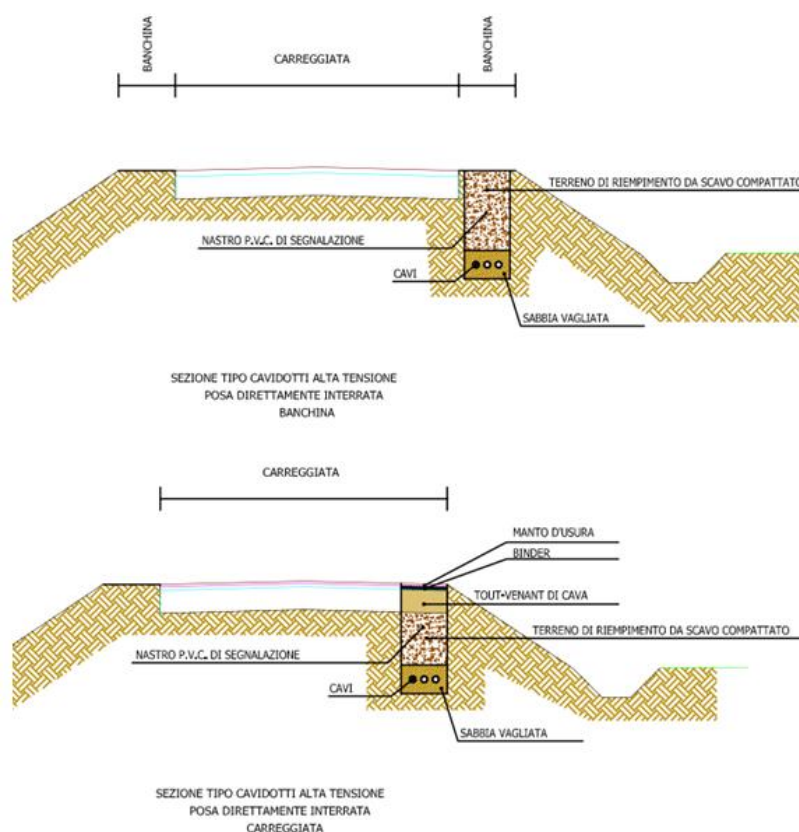 BANCHINA
CARREGGIATA
BANCHINA
TERRENO DI RIEMPIMENTO DA SCAVO COMPATTATO
NASTRO P.V.C. DI SEGNALAZIONE
CAVI
SABBIA VAGLIATA
SEZIONE TIPO CAVIDOTTI ALTA TENSIONE
POSA DIRETTAMENTE INTERRATA
BANCHINA
CARREGGIATA
MANTO D'USURA
BINDER
TOUT-VENANT DI CAVA
TERRENO DI RIEMPIMENTO DA SCAVO COMPATTATO
NASTRO P.V.C. DI SEGNALAZIONE
CAVI
SABBIA VAGLIATA
SEZIONE TIPO CAVIDOTTI ALTA TENSIONE
POSA DIRETTAMENTE INTERRATA
CARREGGIATA